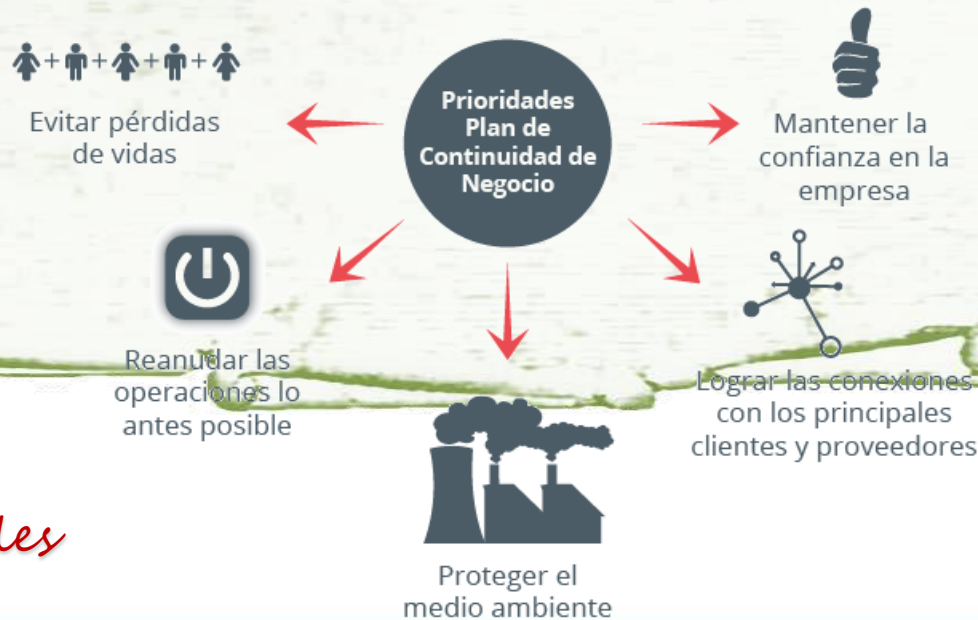 Prioridades
Plan de
Continuidad de
Negocio
Evitar pérdidas
de vidas
Mantener la
confianza en la
empresa
Reanudar las
operaciones lo
antes posible
Lograr las conexiones
con los principales
clientes y proveedores
Proteger el
medio ambiente